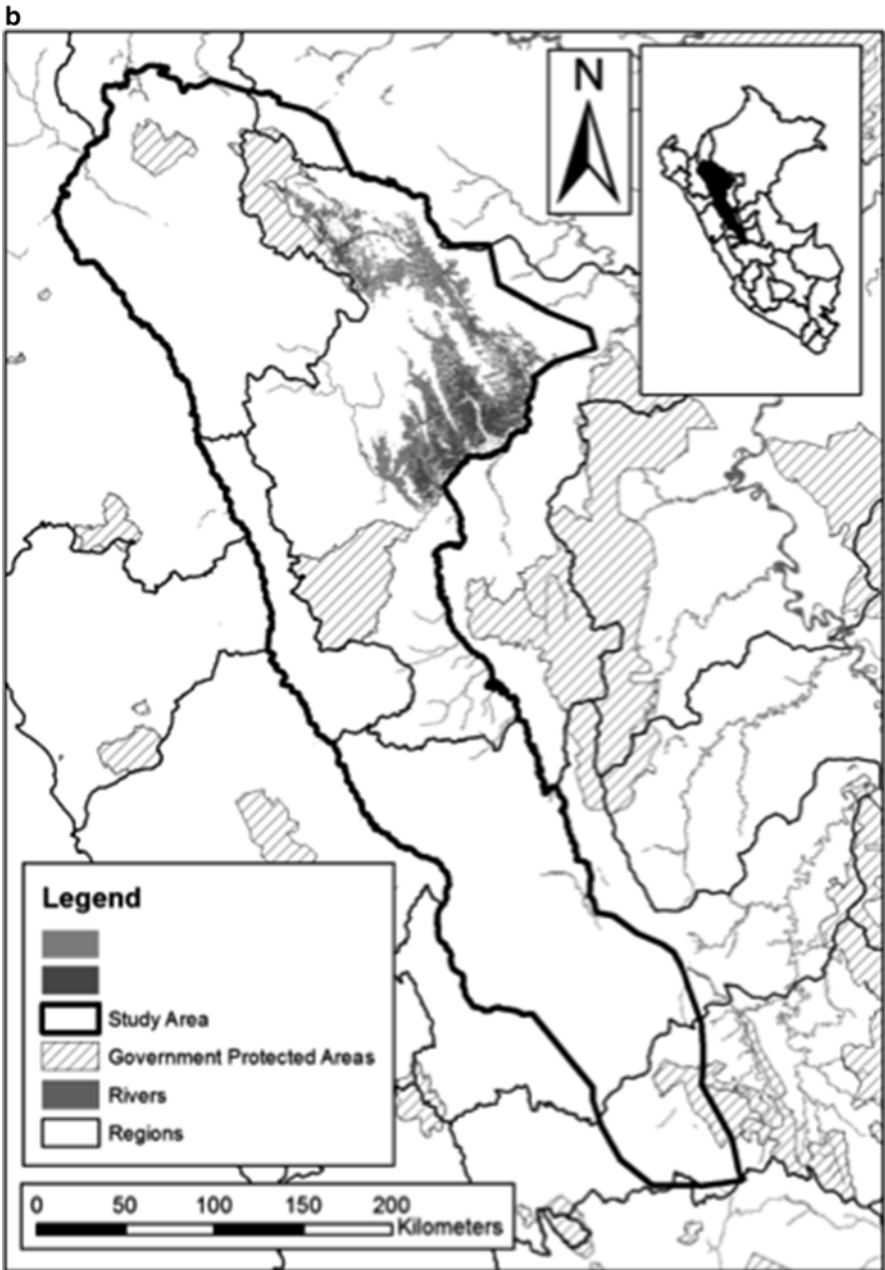 b
N
Legend
Study Area
Government Protected Areas
Rivers
Regions
0 50 100 150 200
Kilometers